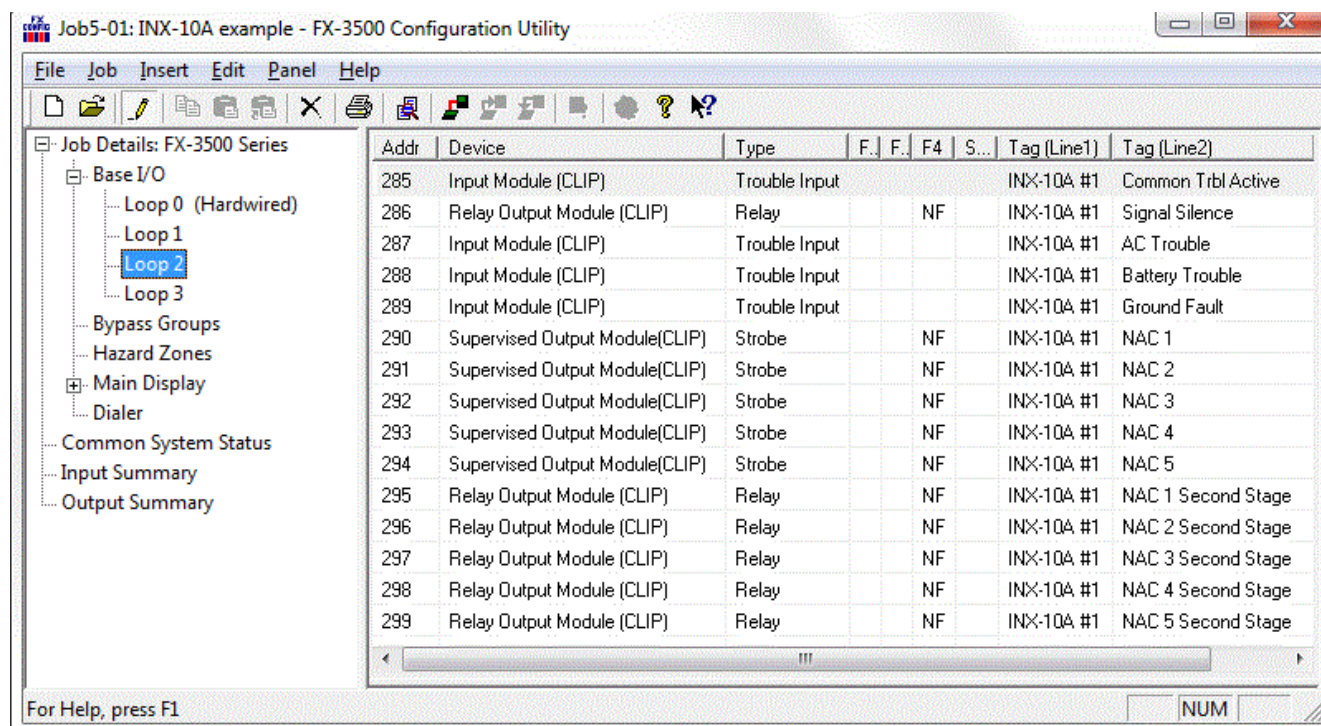 FX CONFIG Job5-01: INX-10A example - FX-3500 Configuration Utility
File Job Insert Edit Panel Help
Job Details: FX-3500 Series
Base I/O
Loop 0 (Hardwired)
Loop 1
Loop 2
Loop 3
Bypass Groups
Hazard Zones
Main Display
Dialer
Common System Status
Input Summary
Output Summary
Addr Device Type F.. F.. F4 S... Tag (Line1) Tag (Line2)
285 Input Module (CLIP) Trouble Input INX-10A #1 Common Trbl Active
286 Relay Output Module (CLIP) Relay NF INX-10A #1 Signal Silence
287 Input Module (CLIP) Trouble Input INX-10A #1 AC Trouble
288 Input Module (CLIP) Trouble Input INX-10A #1 Battery Trouble
289 Input Module (CLIP) Trouble Input INX-10A #1 Ground Fault
290 Supervised Output Module(CLIP) Strobe NF INX-10A #1 NAC 1
291 Supervised Output Module(CLIP) Strobe NF INX-10A #1 NAC 2
292 Supervised Output Module(CLIP) Strobe NF INX-10A #1 NAC 3
293 Supervised Output Module(CLIP) Strobe NF INX-10A #1 NAC 4
294 Supervised Output Module(CLIP) Strobe NF INX-10A #1 NAC 5
295 Relay Output Module (CLIP) Relay NF INX-10A #1 NAC 1 Second Stage
296 Relay Output Module (CLIP) Relay NF INX-10A #1 NAC 2 Second Stage
297 Relay Output Module (CLIP) Relay NF INX-10A #1 NAC 3 Second Stage
298 Relay Output Module (CLIP) Relay NF INX-10A #1 NAC 4 Second Stage
299 Relay Output Module (CLIP) Relay NF INX-10A #1 NAC 5 Second Stage
For Help, press F1 NUM